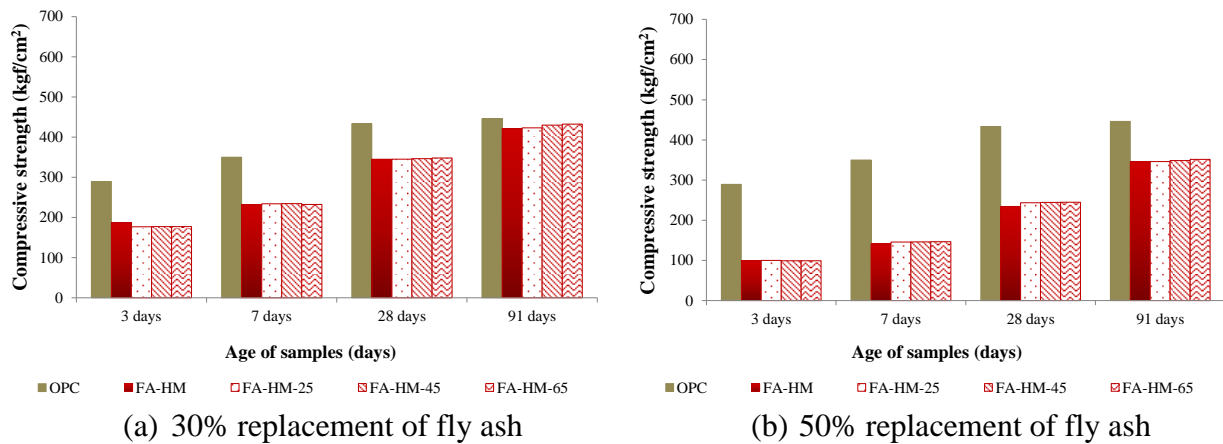 Compressive strength (kgf/cm²)
700
600
500
400
300
200
100
0
3 days 7 days 28 days 91 days
Age of samples (days)
OPC FA-HM FA-HM-25 FA-HM-45 FA-HM-65
(a) 30% replacement of fly ash
Compressive strength (kgf/cm²)
700
600
500
400
300
200
100
0
3 days 7 days 28 days 91 days
Age of samples (days)
OPC FA-HM FA-HM-25 FA-HM-45 FA-HM-65
(b) 50% replacement of fly ash